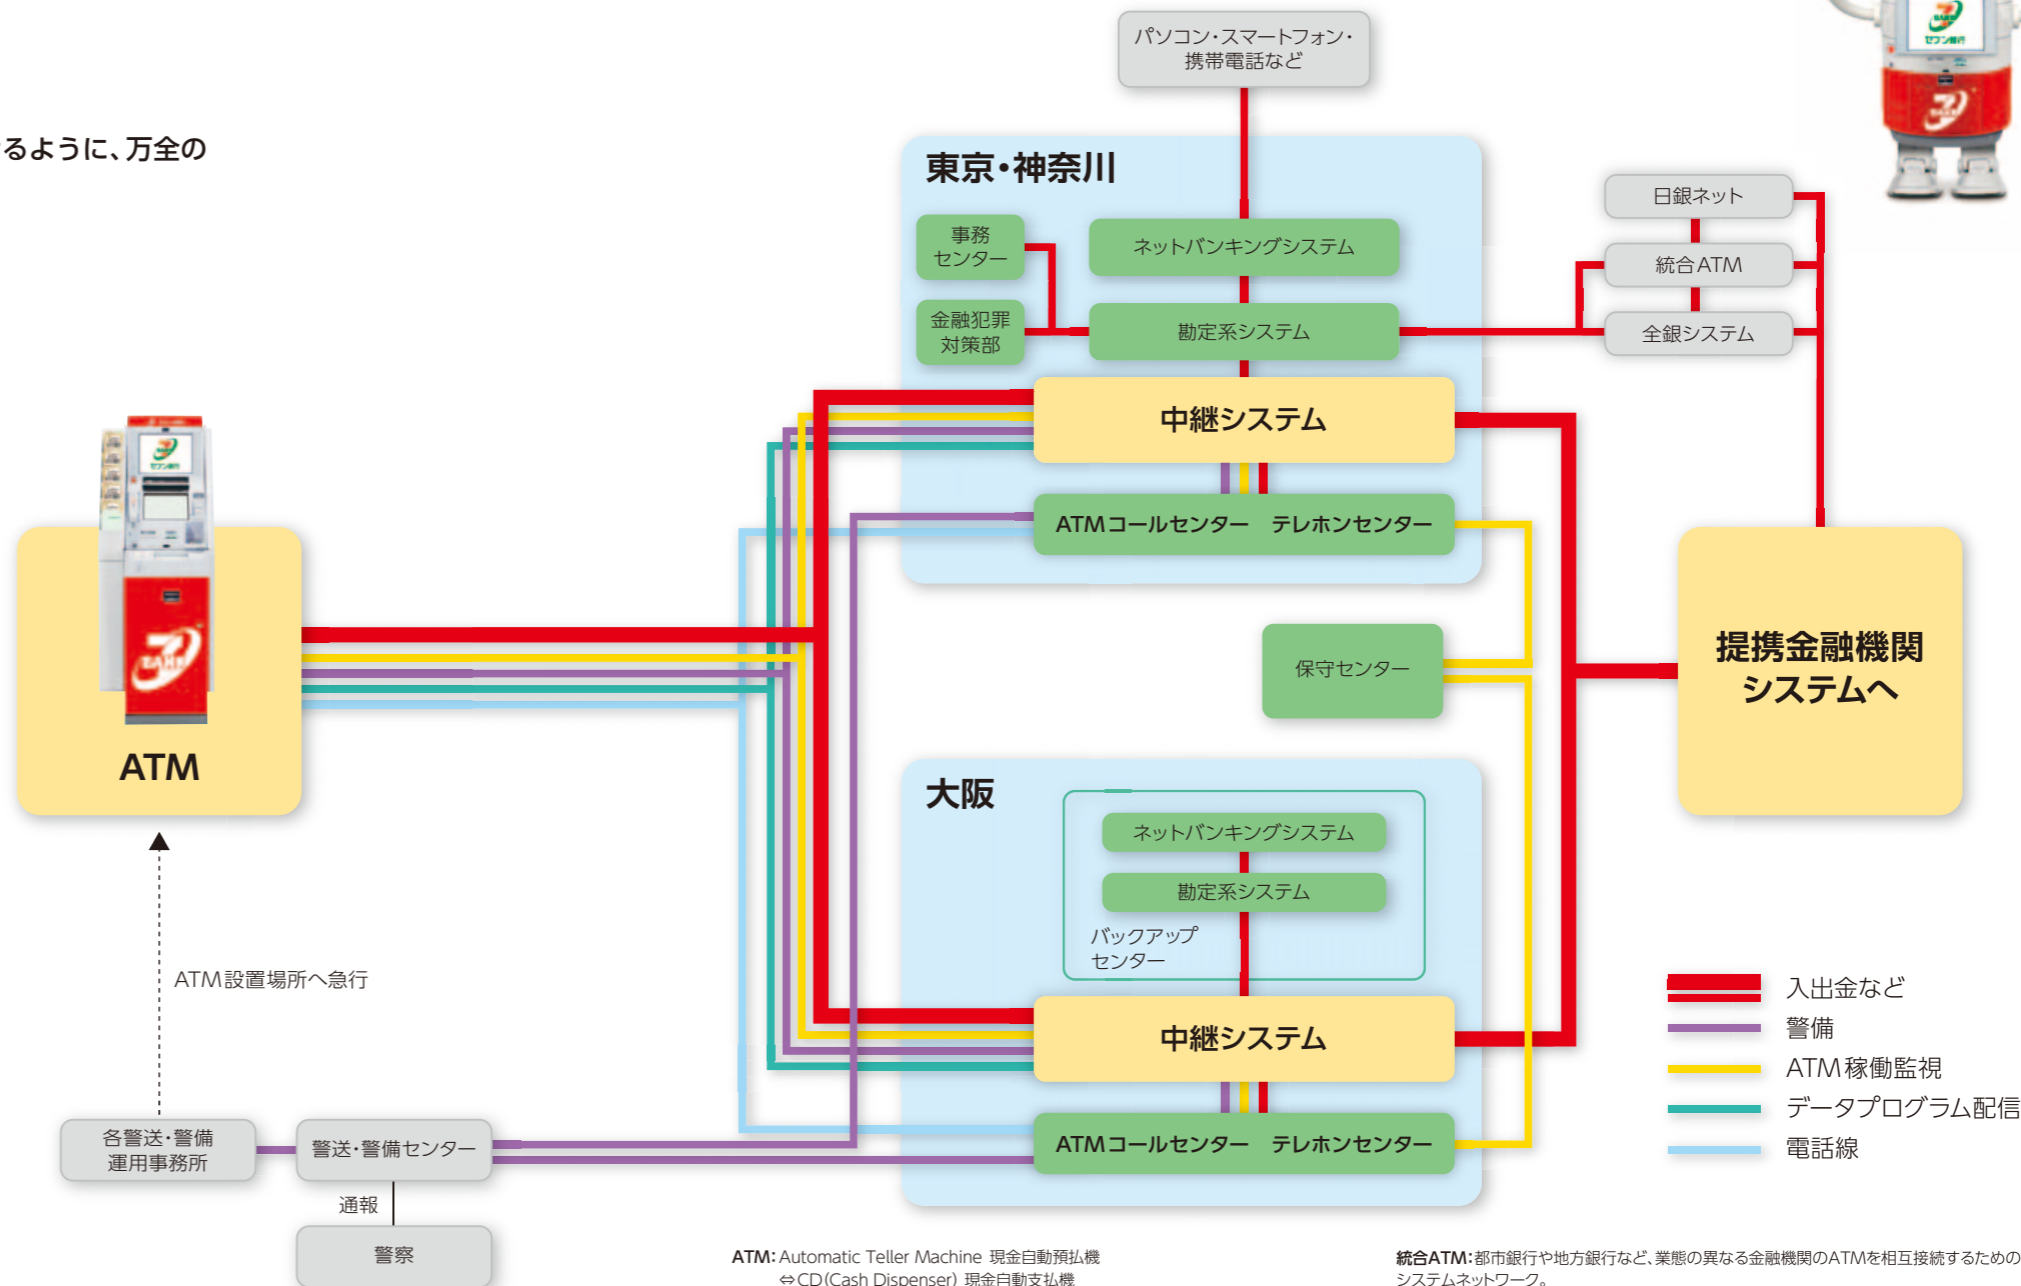 パソコン・スマートフォン・
携帯電話など
セブン銀行
るように、万全の
東京・神奈川
事務
センター
ネットバンキングシステム
金融犯罪
対策部
勘定系システム
日銀ネット
統合ATM
全銀システム
中継システム
ATMコールセンター テレホンセンター
セブン銀行
ATM
保守センター
提携金融機関
システムへ
大阪
ネットバンキングシステム
勘定系システム
バックアップ
センター
中継システム
ATMコールセンター テレホンセンター
ATM設置場所へ急行
各警送・警備
運用事務所
警送・警備センター
通報
警察
入出金など
警備
ATM稼働監視
データプログラム配信
電話線
ATM:Automatic Teller Machine 現金自動預払機
⇔CD(Cash Dispenser) 現金自動支払機
統合ATM:都市銀行や地方銀行など、業態の異なる金融機関のATMを相互接続するための
システムネットワーク。